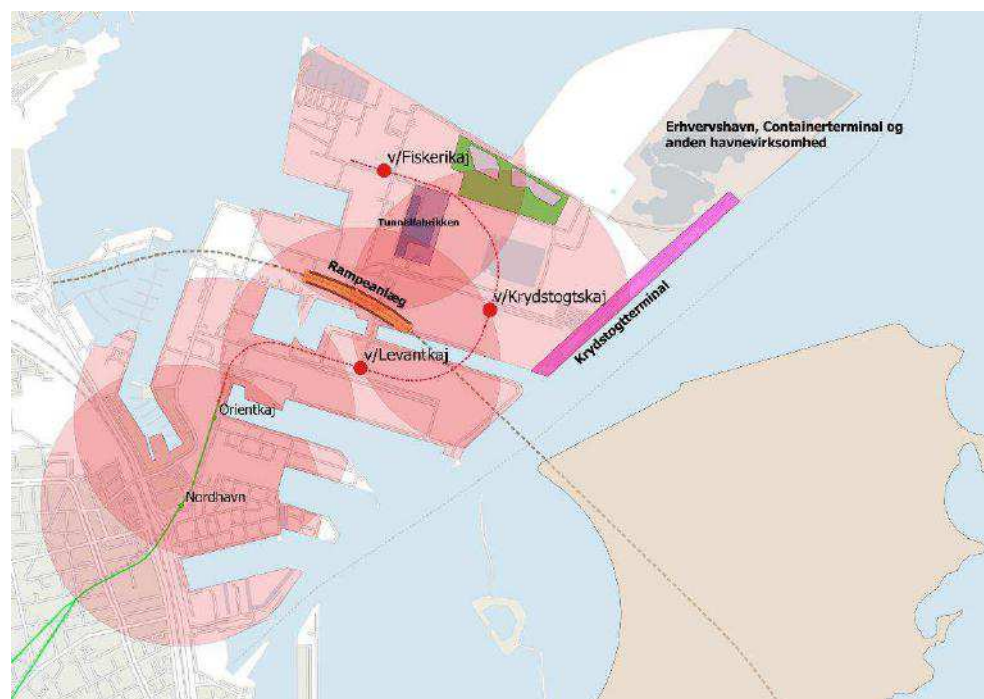 Erhvervshavn, Containerterminal og
anden havnevirksomhed
v/Fiskerikaj
Tunnelfabrikken
Rampeanlæg
v/Krydstogtskaj
Krydstogtterminal
v/Levantkaj
Orientkaj
Nordhavn